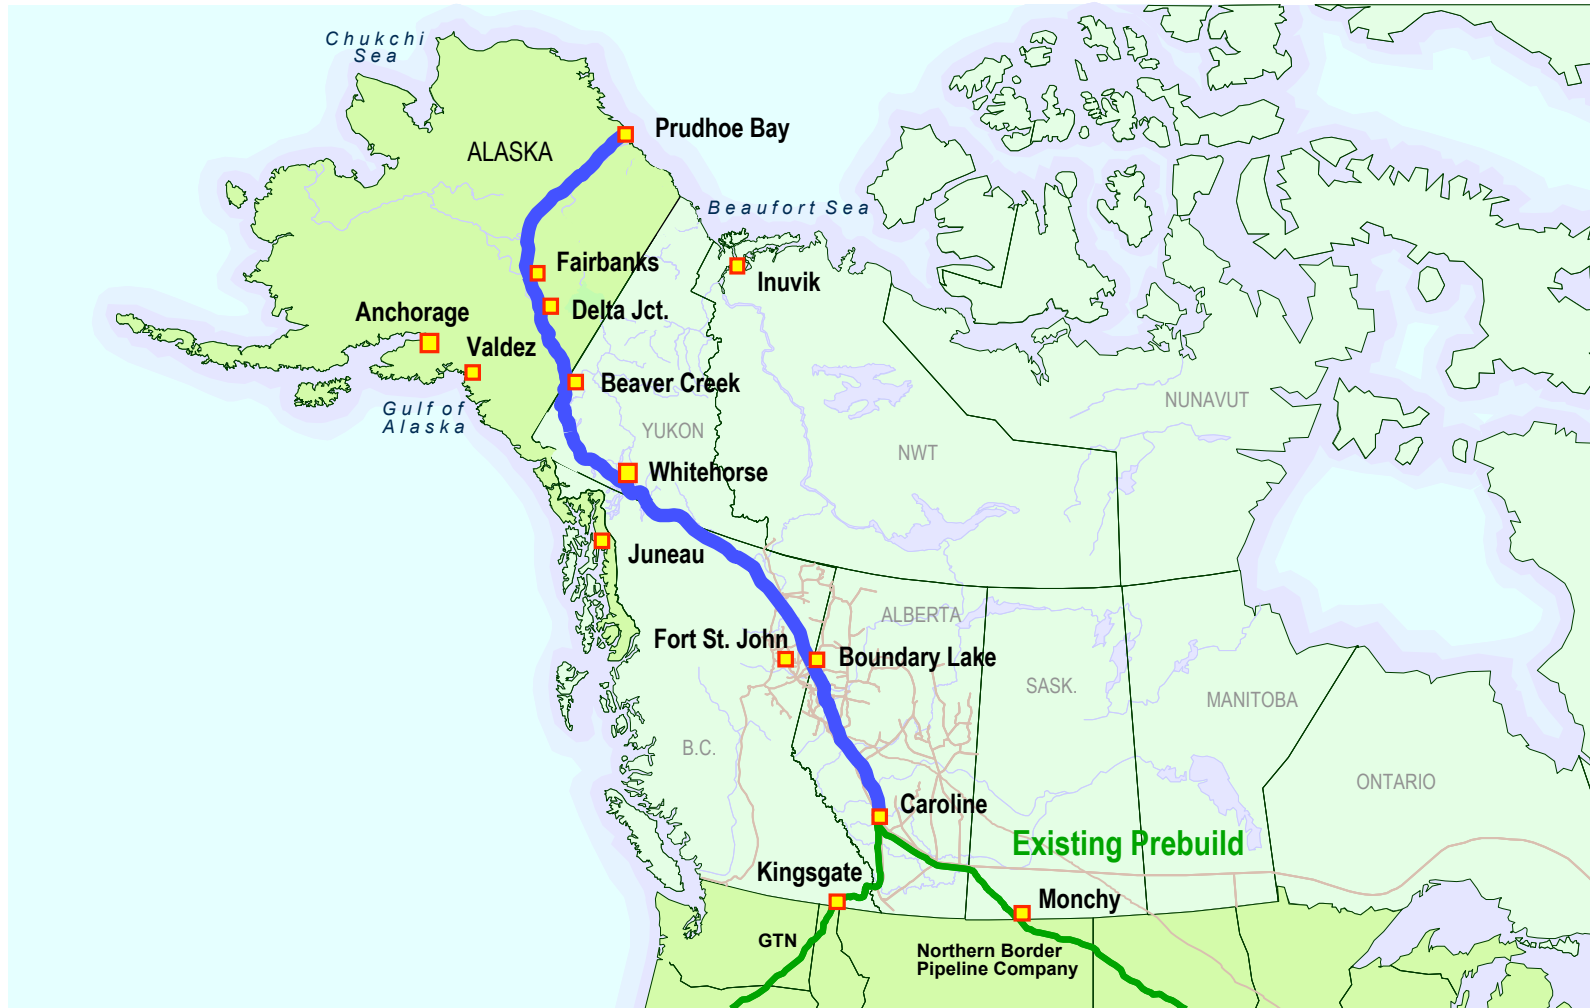 Chukchi
Sea
Prudhoe Bay
ALASKA
Beaufort Sea
Fairbanks
Inuvik
Delta Jct.
Anchorage
Valdez
Beaver Creek
Gulf of
Alaska
NUNAVUT
YUKON
NWT
Whitehorse
Juneau
ALBERTA
Fort St. John
Boundary Lake
SASK.
MANITOBA
B.C.
ONTARIO
Caroline
Existing Prebuild
Kingsgate
Monchy
GTN
Northern Border
Pipeline Company